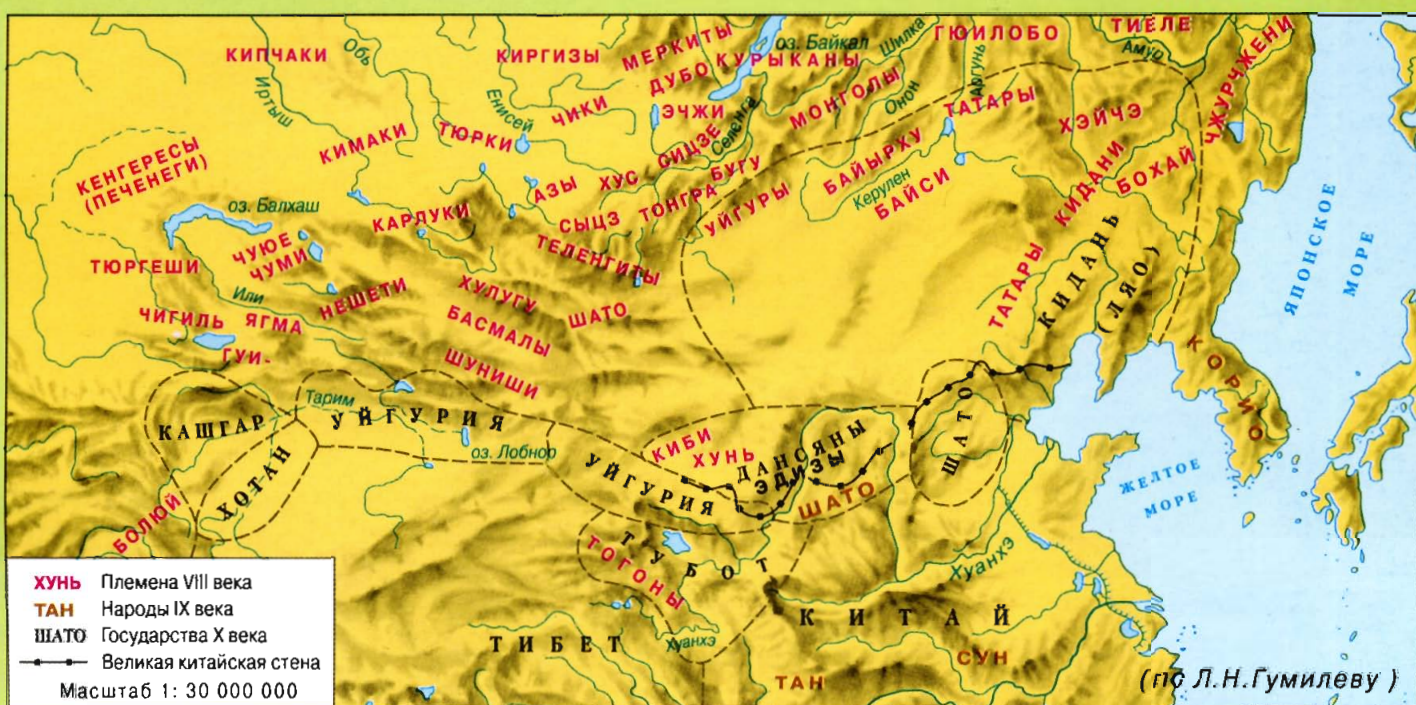 КИПЧАКИ
Обь
КИРГИЗЫ
МЕРКИТЫ
оз. Байкал
Шилка
ГЮИЛОБО
ТИЕЛЕ
Амур
ЧЖУРЧЖЕНИ
Иртыш
Енисей
ЧИКИ
ДУБО
КУРЫКАНЫ
Аргунь
МОНГОЛЫ
Онон
ТАТАРЫ
ХЭЙЧЭ
КЕНГЕРЕСЫ
(ПЕЧЕНЕГИ)
КИМАКИ
ТЮРКИ
ЭЧЖИ
Селенга
СИЦЗЕ
АЗЫ
ХУС
БУГУ
БАЙЫРХУ
Керулен
БАЙСИ
КИДАНИ
БОХАЙ
оз. Балхаш
КАРЛУКИ
СЫЦЗ
ТОНГРА
УЙГУРЫ
ТЕЛЕНГИТЫ
ТЮРГЕШИ
ЧУЮЕ
ЧУМИ
Или
НЕШЕТИ
ХУЛУГУ
БАСМАЛЫ
ШАТО
ТАТАРЫ
КИДАНЬ
(ЛЯО)
ЯПОНСКОЕ
МОРЕ
ЧИГИЛЬ
ЯГМА
ГУИ-
ШУНИШИ
КОРИО
КАШГАР
Тарим
УЙГУРИЯ
оз. Лобнор
ХОТАН
БОЛЮЙ
УЙГУРИЯ
КИБИ
ХУНЬ
ДАНСЯНЫ
ЭДИЗЫ
ШАТО
ШАТО
ЖЕЛТОЕ
МОРЕ
ТУБОТ
ТОГОНЫ
Хуанхэ
КИТАЙ
ТИБЕТ
Хуанхэ
СУН
ТАН
ХУНЬ Племена VIII века
ТАН Народы IX века
ШАТО Государства X века
Великая китайская стена
Масштаб 1: 30 000 000
(по Л.Н.Гумилеву )